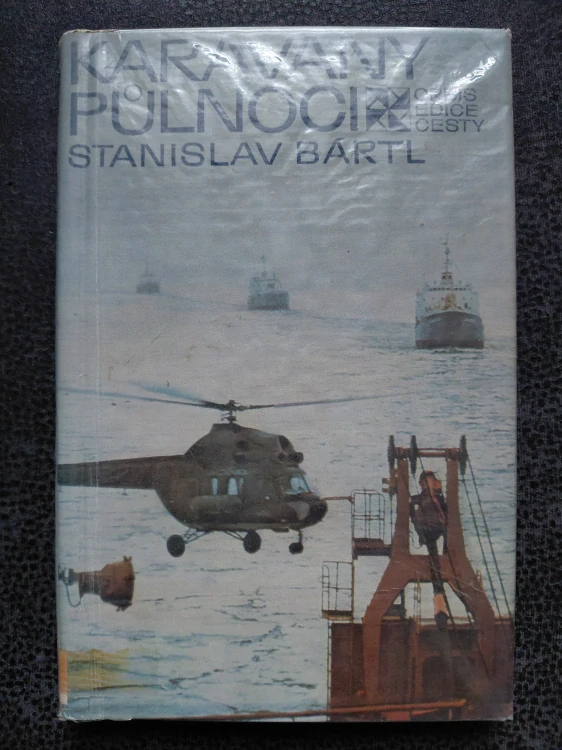 KARAVANY
PŮLNOCI
ORBIS
EDICE
CESTY
STANISLAV BÁRTL